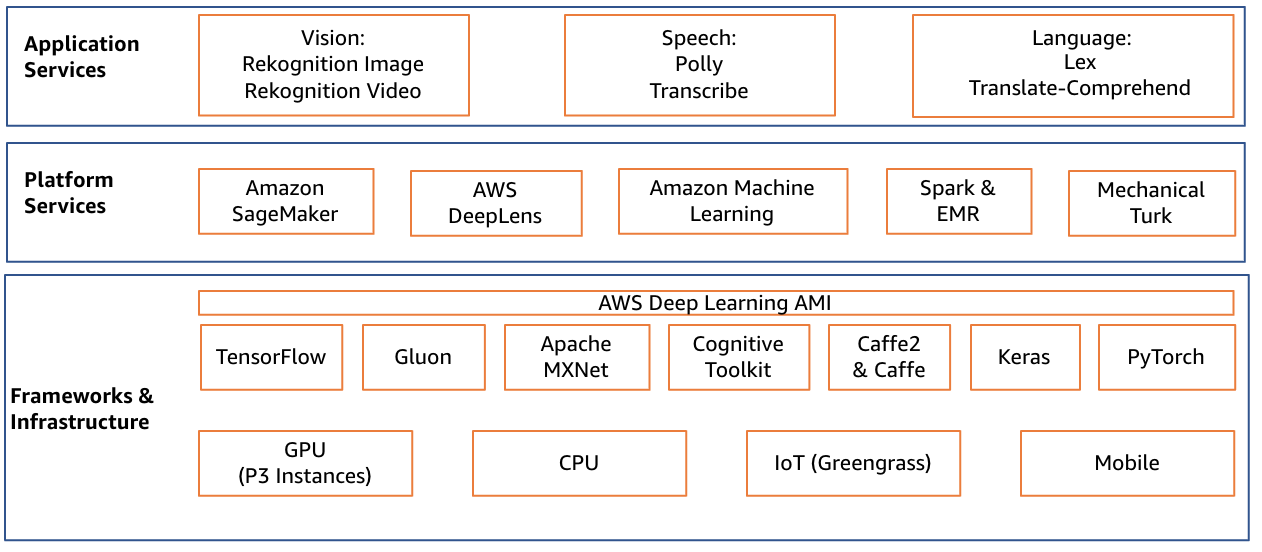 Application
Services
Vision:
Rekognition Image
Rekognition Video
Speech:
Polly
Transcribe
Language:
Lex
Translate-Comprehend
Platform
Services
Amazon
SageMaker
AWS
DeepLens
Amazon Machine
Learning
Spark &
EMR
Mechanical
Turk
Frameworks &
Infrastructure
AWS Deep Learning AMI
TensorFlow
Gluon
Apache
MXNet
Cognitive
Toolkit
Caffe2
& Caffe
Keras
PyTorch
GPU
(P3 Instances)
CPU
IoT (Greengrass)
Mobile